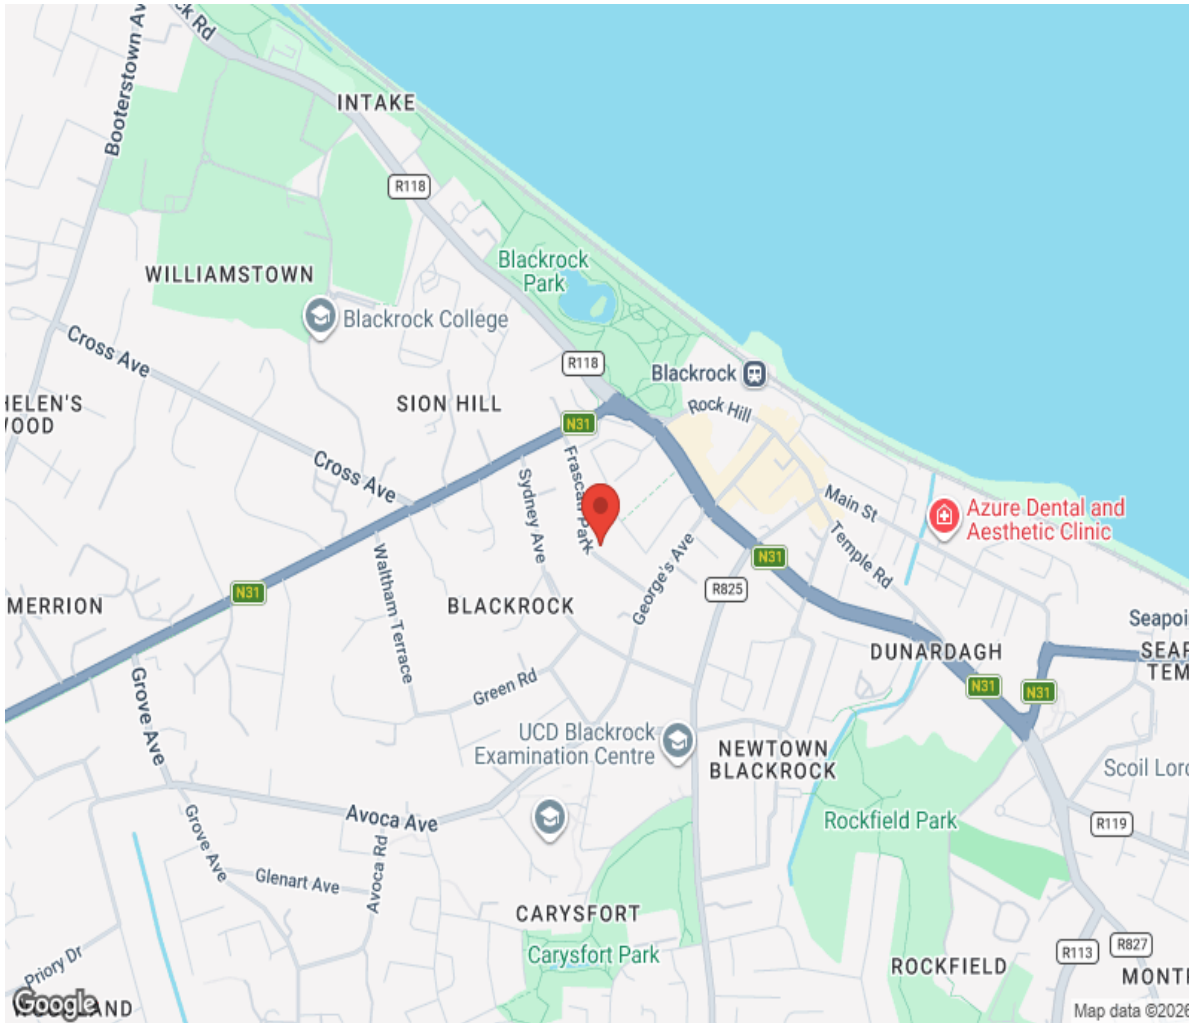 ck Rd
Booterstown Av
INTAKE
R118
Blackrock
Park
WILLIAMSTOWN
Blackrock College
Cross Ave
R118
Blackrock
HELEN'S
WOOD
SION HILL
N31
Rock Hill
Cross Ave
Sydney Ave
Frascati Park
Main St
Azure Dental and
Aesthetic Clinic
Temple Rd
N31
George's Ave
R825
N31
MERRION
Waltham Terrace
BLACKROCK
Seapoi
DUNARDAGH
SEAP
TEM
N31
N31
Grove Ave
Green Rd
UCD Blackrock
Examination Centre
NEWTOWN
BLACKROCK
Scoil Lorc
Avoca Ave
Rockfield Park
R119
Grove Ave
Avoca Rd
Glenart Ave
CARYSFORT
Carysfort Park
R827
R113
ROCKFIELD
MONT
Priory Dr
Google
WOODLAND
Map data ©2026